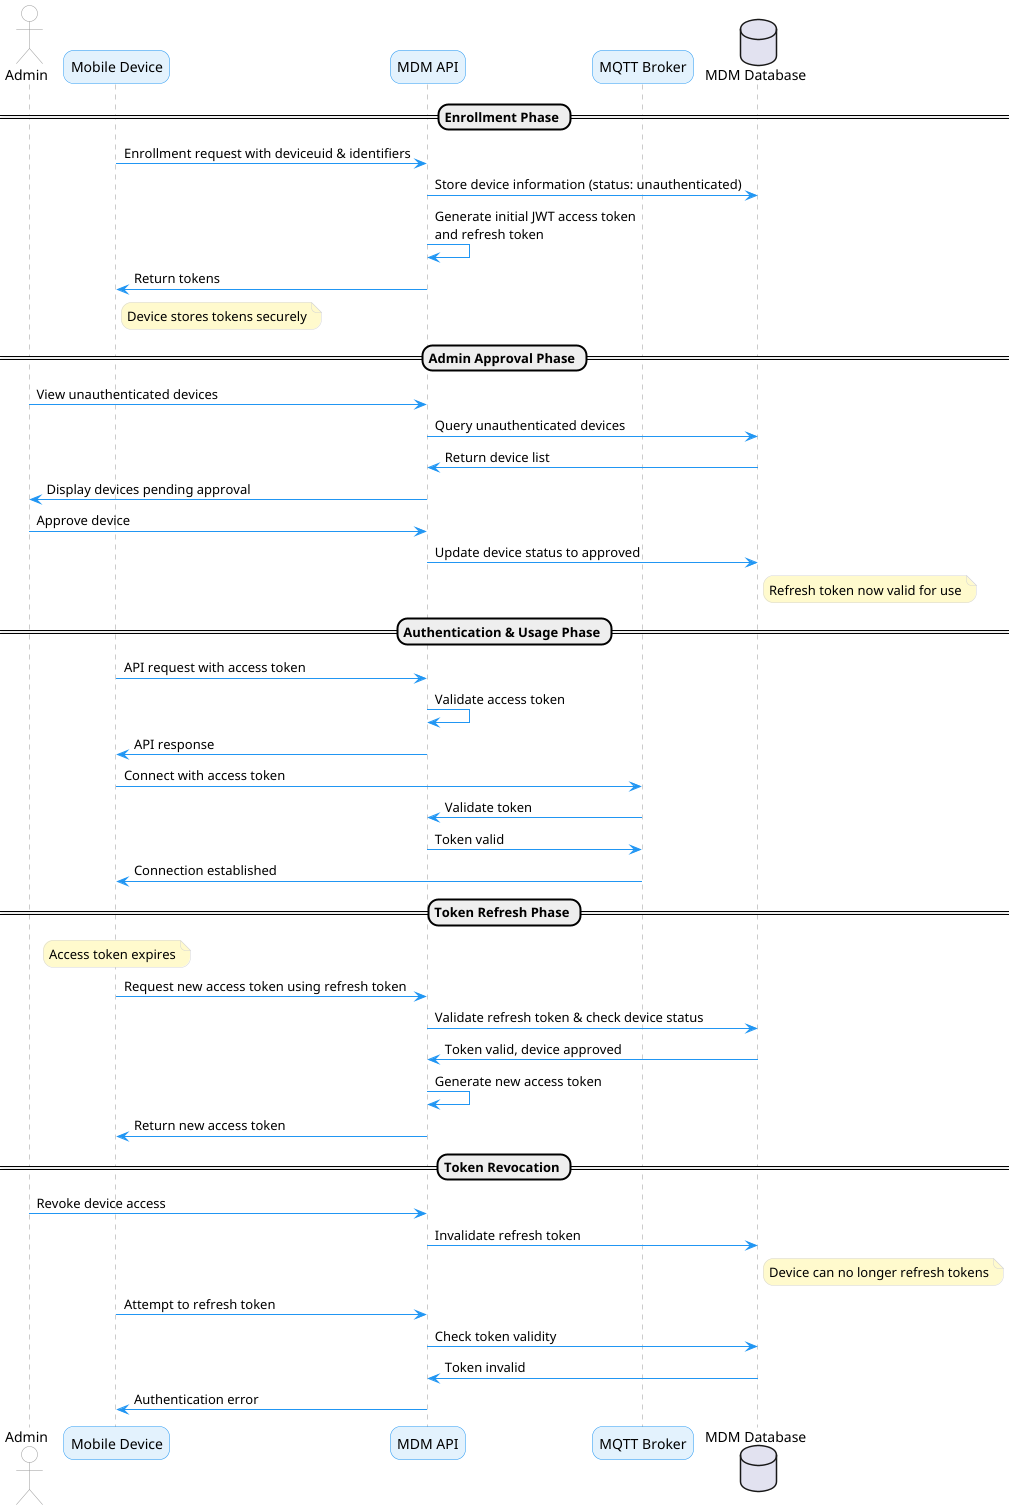 Admin
Mobile Device
MDM API
MQTT Broker
MDM Database
Enrollment Phase
Enrollment request with deviceuid & identifiers
Store device information (status: unauthenticated)
Generate initial JWT access token
and refresh token
Return tokens
Device stores tokens securely
Admin Approval Phase
View unauthenticated devices
Query unauthenticated devices
Return device list
Display devices pending approval
Approve device
Update device status to approved
Refresh token now valid for use
Authentication & Usage Phase
API request with access token
Validate access token
API response
Connect with access token
Validate token
Token valid
Connection established
Token Refresh Phase
Access token expires
Request new access token using refresh token
Validate refresh token & check device status
Token valid, device approved
Generate new access token
Return new access token
Token Revocation
Revoke device access
Invalidate refresh token
Device can no longer refresh tokens
Attempt to refresh token
Check token validity
Token invalid
Authentication error
Admin
Mobile Device
MDM API
MQTT Broker
MDM Database